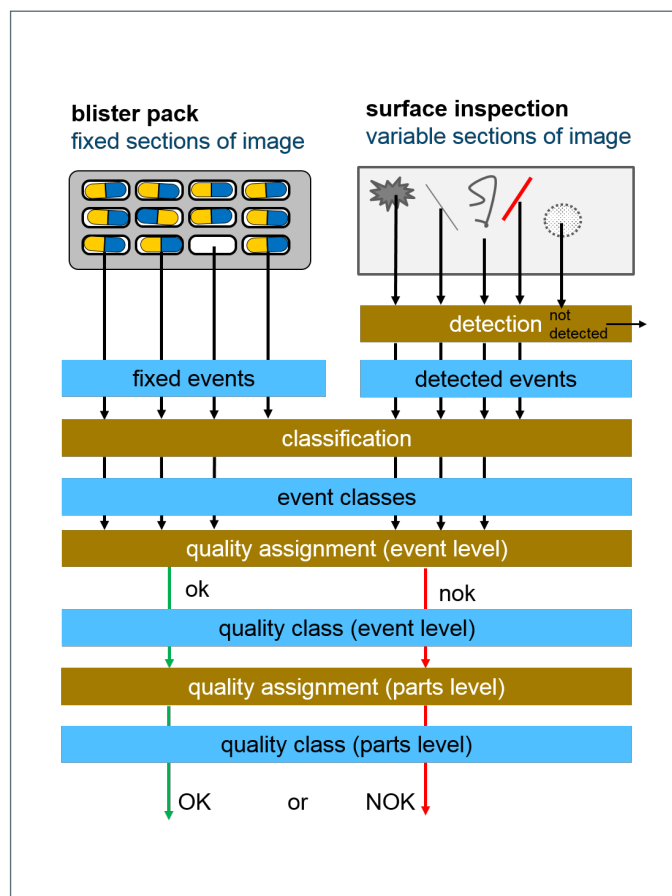 blister pack
fixed sections of image
surface inspection
variable sections of image
detection
not
detected
fixed events
detected events
classification
event classes
quality assignment (event level)
ok
nok
quality class (event level)
quality assignment (parts level)
quality class (parts level)
OK or NOK